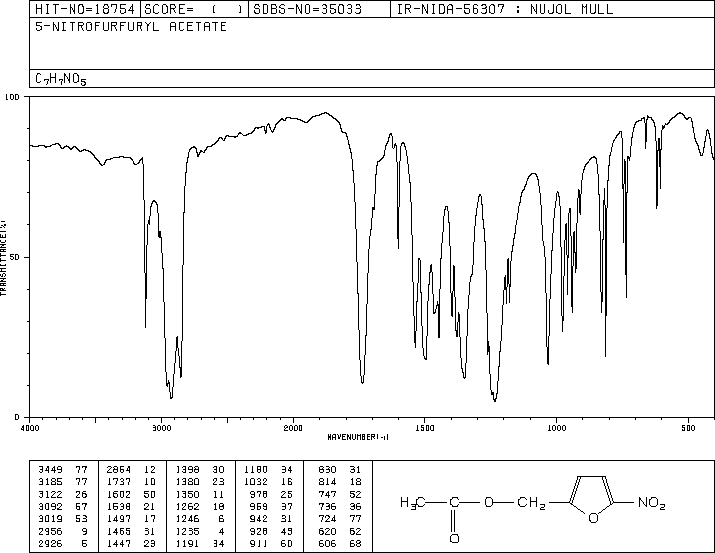 HIT-NO=18754 SCORE= ( ) SDBS-NO=35033 IR-NIDA-56307 : NUJOL MULL
5-NITROFURFURYL ACETATE
C7H7NO5
100
50
0
TRANSMITTANCE(%)
4000 3000 2000 1500 1000 500
WAVENUMBER(-1)
3449 77 2864 12 1398 30 1180 34 830 31
3185 77 1737 10 1380 23 1032 16 814 18
3122 26 1602 50 1350 11 978 25 747 52
3092 57 1538 21 1262 18 959 37 736 36
3019 53 1497 17 1246 6 942 31 724 77
2956 9 1465 31 1235 4 928 43 620 62
2926 5 1447 23 1191 34 911 60 606 68
H3C C O CH2 O NO2
O